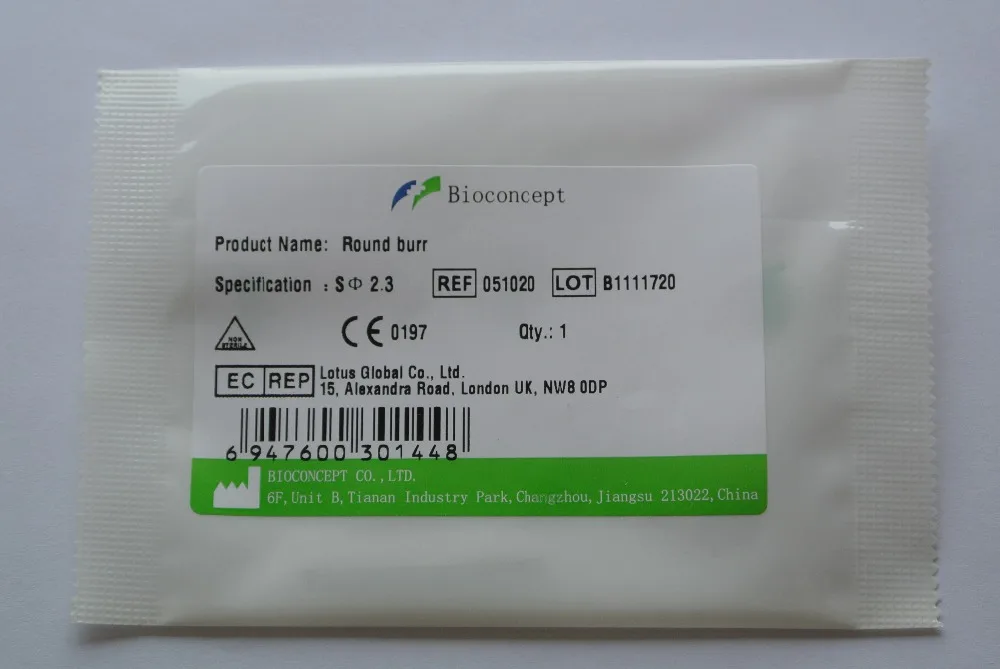 Bioconcept
Product Name: Round burr
Specification : SΦ 2.3 REF 051020 LOT B1111720
NON STERILE CE 0197 Qty.: 1
EC REP Lotus Global Co., Ltd.
15, Alexandra Road, London UK, NW8 0DP
6 947600 301448
BIOCONCEPT CO.,LTD.
6F,Unit B,Tianan Industry Park,Changzhou,Jiangsu 213022,China